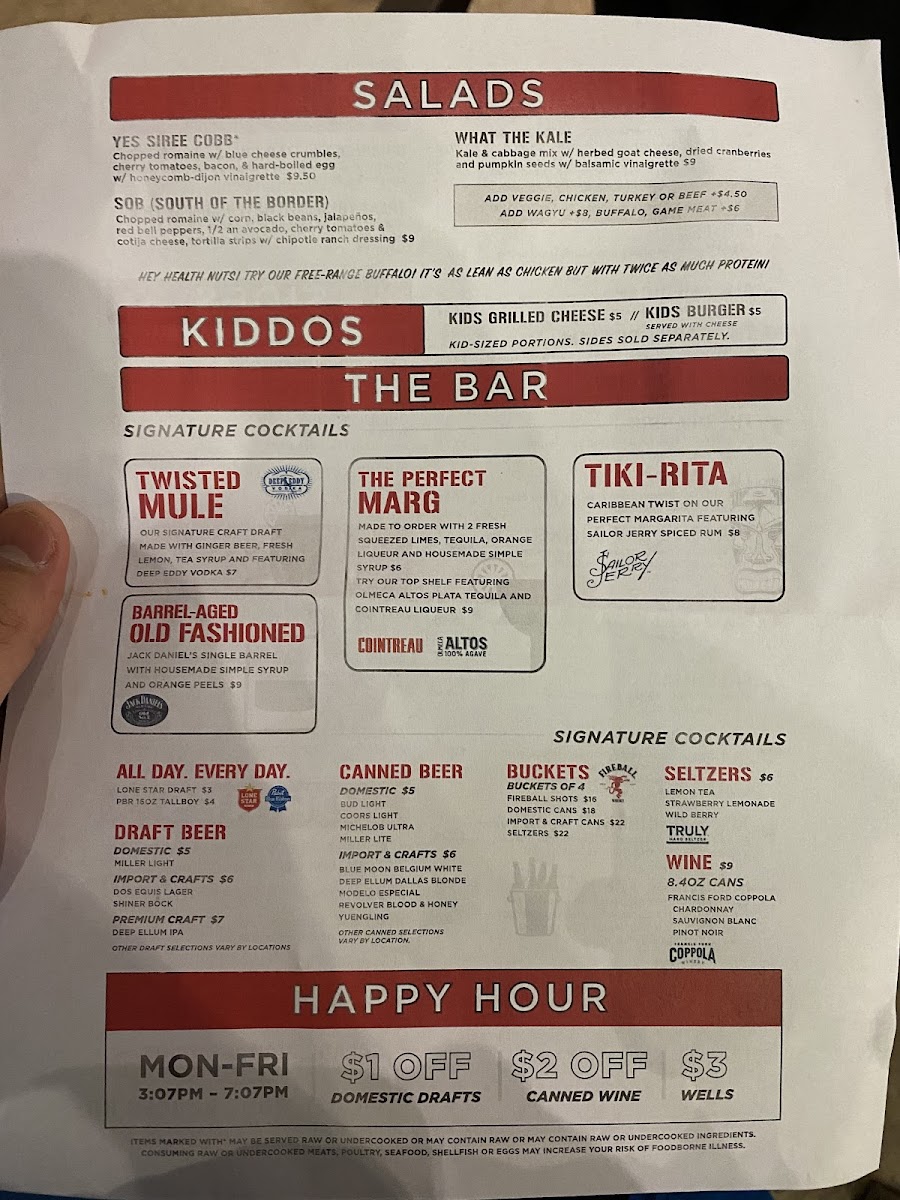 SALADS
YES SIREE COBB*
Chopped romaine w/ blue cheese crumbles,
cherry tomatoes, bacon, & hard-boiled egg
w/ honeycomb-dijon vinaigrette $9.50
SOB (SOUTH OF THE BORDER)
Chopped romaine w/ corn, black beans, jalapeños,
red bell peppers, 1/2 an avocado, cherry tomatoes &
cotija cheese, tortilla strips w/ chipotle ranch dressing $9
WHAT THE KALE
Kale & cabbage mix w/ herbed goat cheese, dried cranberries
and pumpkin seeds w/ balsamic vinaigrette $9
ADD VEGGIE, CHICKEN, TURKEY OR BEEF +$4.50
ADD WAGYU +$8, BUFFALO, GAME MEAT +$6
HEY HEALTH NUTS! TRY OUR FREE-RANGE BUFFALO! IT'S AS LEAN AS CHICKEN BUT WITH TWICE AS MUCH PROTEIN!
KIDDOS
KIDS GRILLED CHEESE $5 // KIDS BURGER $5
SERVED WITH CHEESE
KID-SIZED PORTIONS. SIDES SOLD SEPARATELY.
THE BAR
SIGNATURE COCKTAILS
TWISTED
MULE
DEEP EDDY
VODKA
OUR SIGNATURE CRAFT DRAFT
MADE WITH GINGER BEER, FRESH
LEMON, TEA SYRUP AND FEATURING
DEEP EDDY VODKA $7
BARREL-AGED
OLD FASHIONED
JACK DANIEL'S SINGLE BARREL
WITH HOUSEMADE SIMPLE SYRUP
AND ORANGE PEELS $9
JACK DANIEL'S
THE PERFECT
MARG
MADE TO ORDER WITH 2 FRESH
SQUEEZED LIMES, TEQUILA, ORANGE
LIQUEUR AND HOUSEMADE SIMPLE
SYRUP $6
TRY OUR TOP SHELF FEATURING
OLMECA ALTOS PLATA TEQUILA AND
COINTREAU LIQUEUR $9
COINTREAU
OLMECA ALTOS
100% AGAVE
TIKI-RITA
CARIBBEAN TWIST ON OUR
PERFECT MARGARITA FEATURING
SAILOR JERRY SPICED RUM $8
SAILOR
JERRY
SIGNATURE COCKTAILS
ALL DAY. EVERY DAY.
LONE STAR DRAFT $3
PBR 15OZ TALLBOY $4
LONE
STAR
DRAFT BEER
DOMESTIC $5
MILLER LIGHT
IMPORT & CRAFTS $6
DOS EQUIS LAGER
SHINER BOCK
PREMIUM CRAFT $7
DEEP ELLUM IPA
OTHER DRAFT SELECTIONS VARY BY LOCATIONS
CANNED BEER
DOMESTIC $5
BUD LIGHT
COORS LIGHT
MICHELOB ULTRA
MILLER LITE
IMPORT & CRAFTS $6
BLUE MOON BELGIUM WHITE
DEEP ELLUM DALLAS BLONDE
MODELO ESPECIAL
REVOLVER BLOOD & HONEY
YUENGLING
OTHER CANNED SELECTIONS
VARY BY LOCATION.
BUCKETS
FIREBALL
BUCKETS OF 4
FIREBALL SHOTS $16
DOMESTIC CANS $18
IMPORT & CRAFT CANS $22
SELTZERS $22
SELTZERS $6
LEMON TEA
STRAWBERRY LEMONADE
WILD BERRY
TRULY
HARD SELTZER
WINE $9
8.4OZ CANS
FRANCIS FORD COPPOLA
CHARDONNAY
SAUVIGNON BLANC
PINOT NOIR
COPPOLA
HAPPY HOUR
MON-FRI
3:07PM - 7:07PM
$1 OFF
DOMESTIC DRAFTS
$2 OFF
CANNED WINE
$3
WELLS
ITEMS MARKED WITH* MAY BE SERVED RAW OR UNDERCOOKED OR MAY CONTAIN RAW OR MAY CONTAIN RAW OR UNDERCOOKED INGREDIENTS.
CONSUMING RAW OR UNDERCOOKED MEATS, POULTRY, SEAFOOD, SHELLFISH OR EGGS MAY INCREASE YOUR RISK OF FOODBORNE ILLNESS.